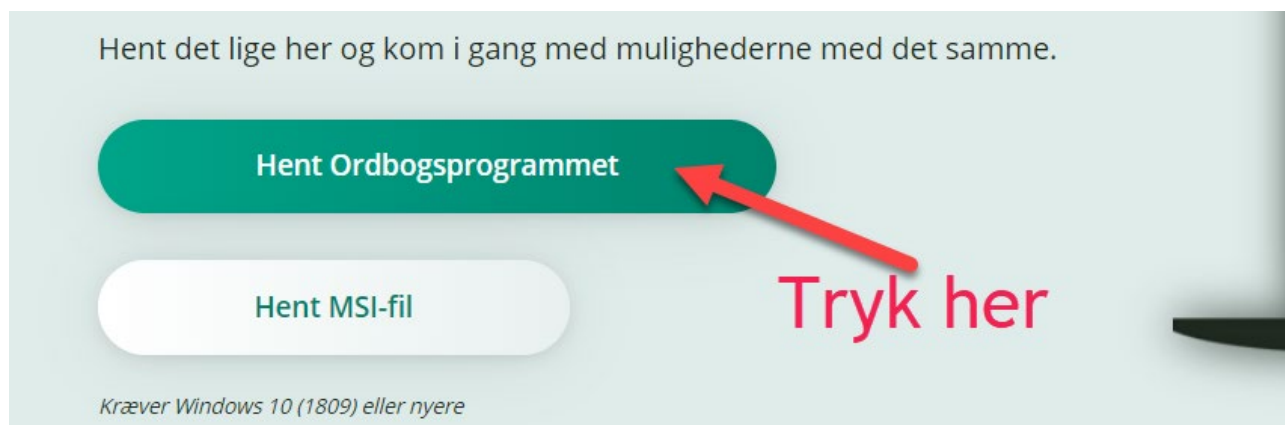 Hent det lige her og kom i gang med mulighederne med det samme.
Hent Ordbogsprogrammet
Hent MSI-fil
Tryk her
Kræver Windows 10 (1809) eller nyere